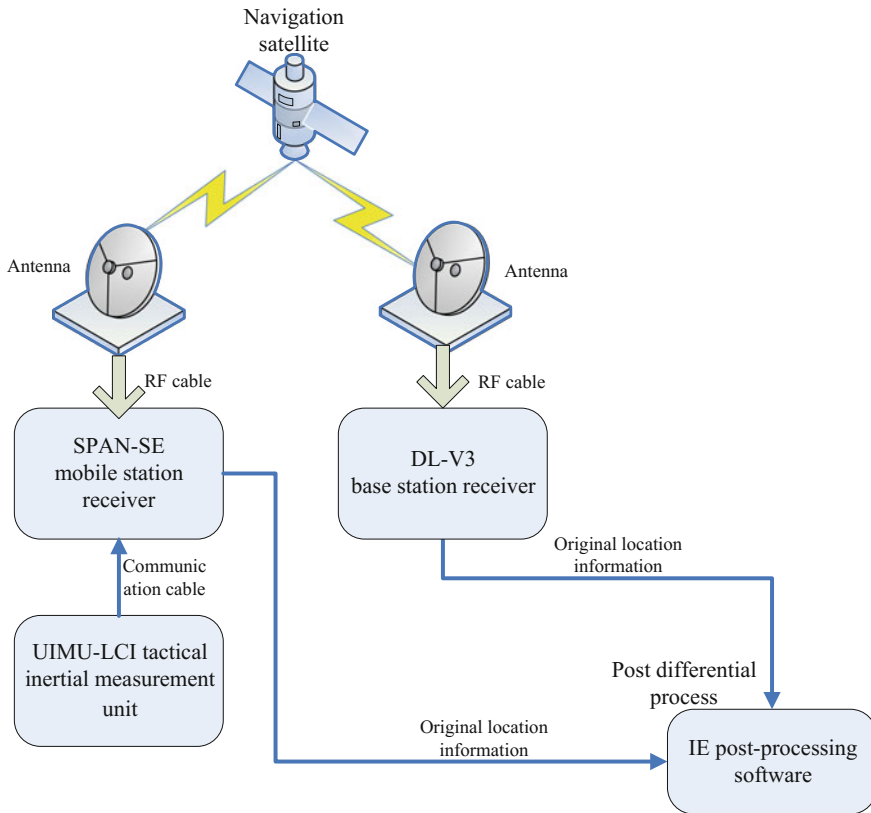 Navigation
satellite
Antenna
Antenna
RF cable
RF cable
SPAN-SE
mobile station
receiver
DL-V3
base station receiver
Original location
information
Communic
ation cable
UIMU-LCI tactical
inertial measurement
unit
Post differential
process
Original location
information
IE post-processing
software